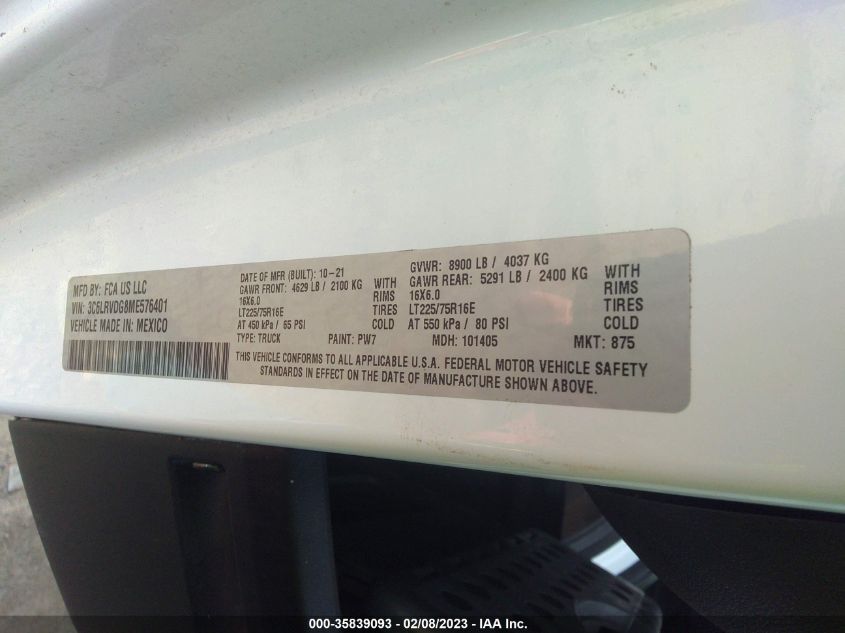 MFD BY: FCA US LLC
VIN: 3C6LRVDG8ME576401
VEHICLE MADE IN: MEXICO
DATE OF MFR (BUILT): 10-21
GAWR FRONT: 4629 LB / 2100 KG WITH
16X6.0 RIMS
LT225/75R16E TIRES
AT 450 kPa / 65 PSI COLD
GVWR: 8900 LB / 4037 KG
GAWR REAR: 5291 LB / 2400 KG WITH
16X6.0 RIMS
LT225/75R16E TIRES
AT 550 kPa / 80 PSI COLD
TYPE: TRUCK PAINT: PW7 MDH: 101405 MKT: 875
THIS VEHICLE CONFORMS TO ALL APPLICABLE U.S.A. FEDERAL MOTOR VEHICLE SAFETY
STANDARDS IN EFFECT ON THE DATE OF MANUFACTURE SHOWN ABOVE.
000-35839093 - 02/08/2023 - IAA Inc.